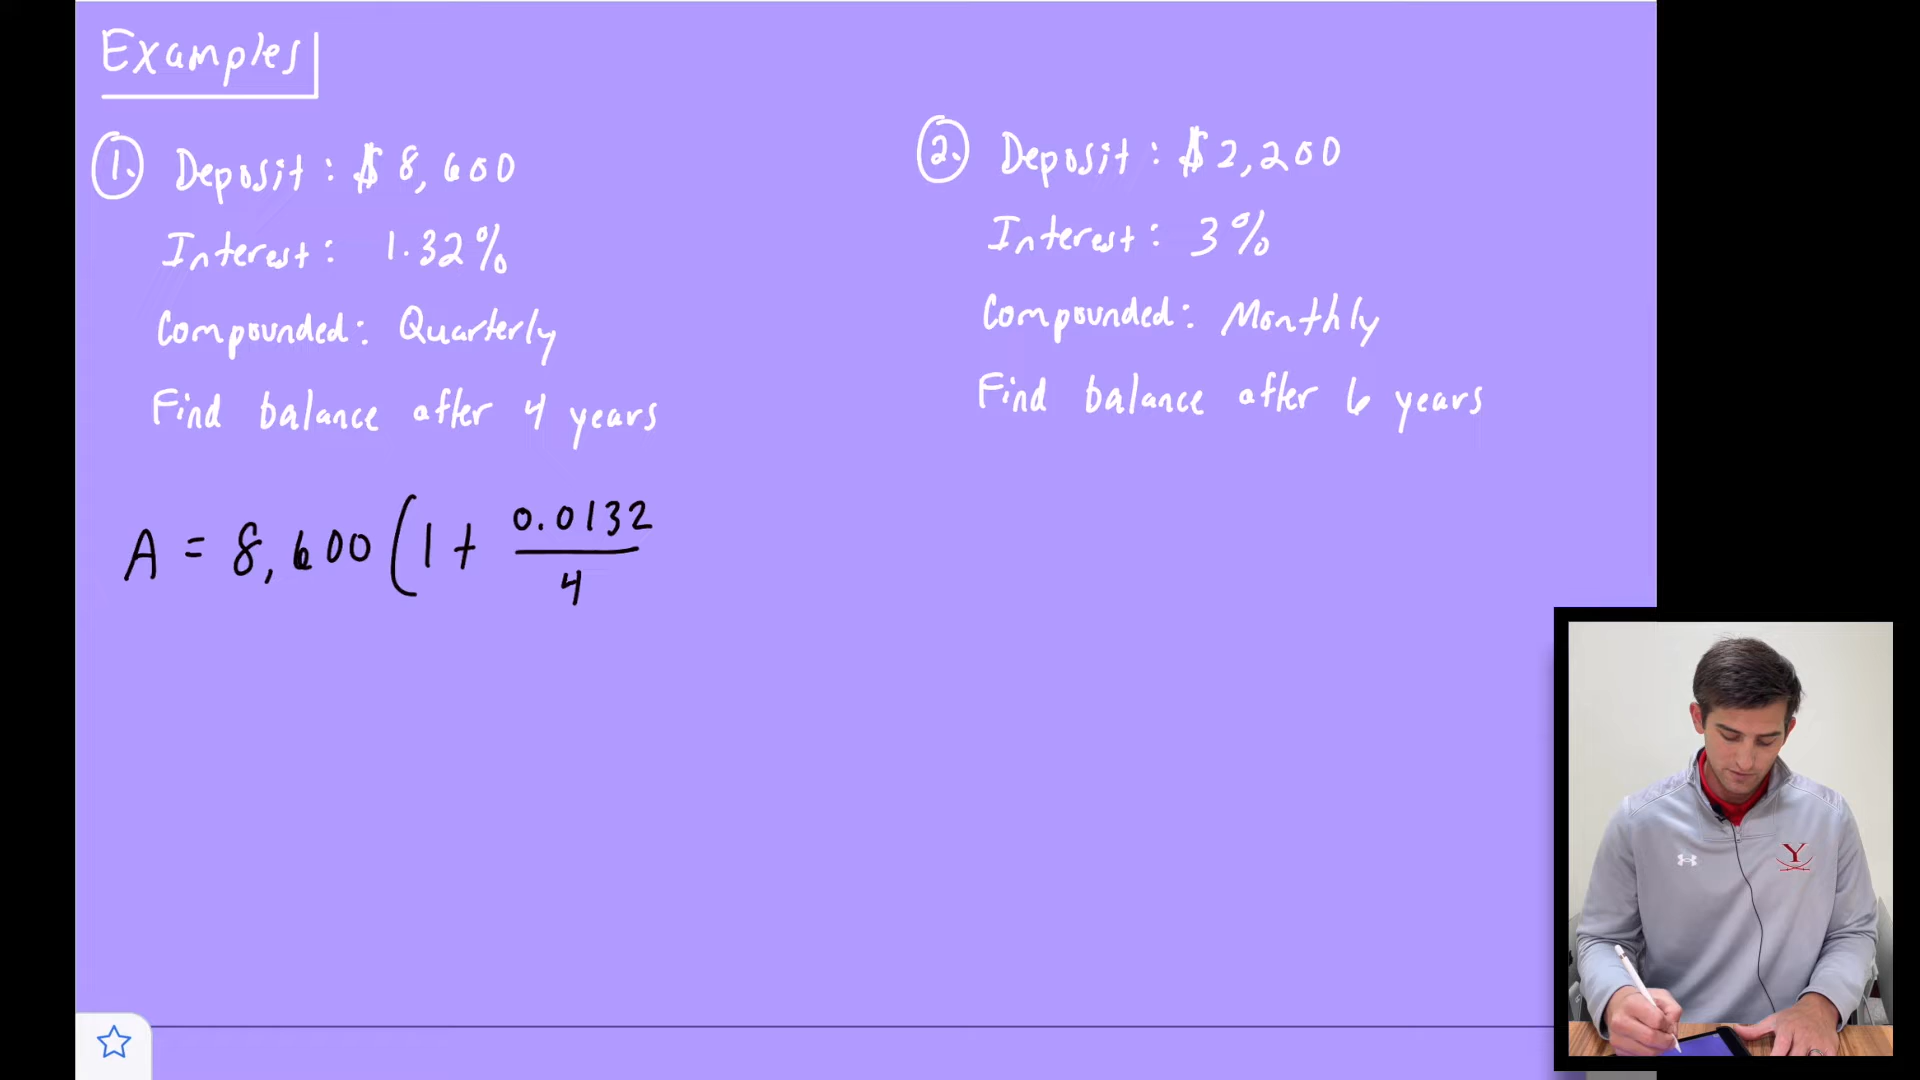 Examples
1. Deposit: $8,600
Interest: 1.32%
Compounded: Quarterly
Find balance after 4 years
A = 8,600 (1 + 0.0132
4
2. Deposit: $2,200
Interest: 3%
Compounded: Monthly
Find balance after 6 years
Y